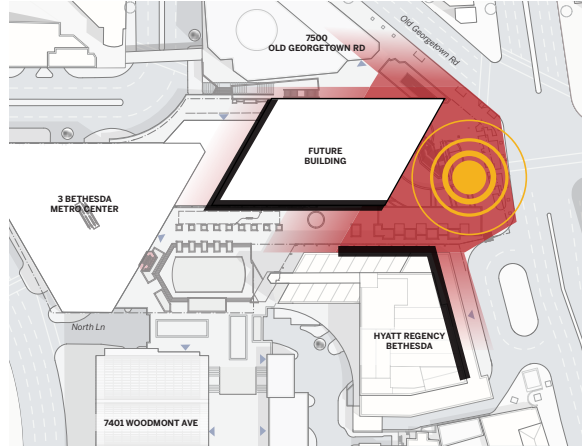 7500
OLD GEORGETOWN RD
Old Georgetown Rd
FUTURE
BUILDING
3 BETHESDA
METRO CENTER
North Ln
HYATT REGENCY
BETHESDA
7401 WOODMONT AVE